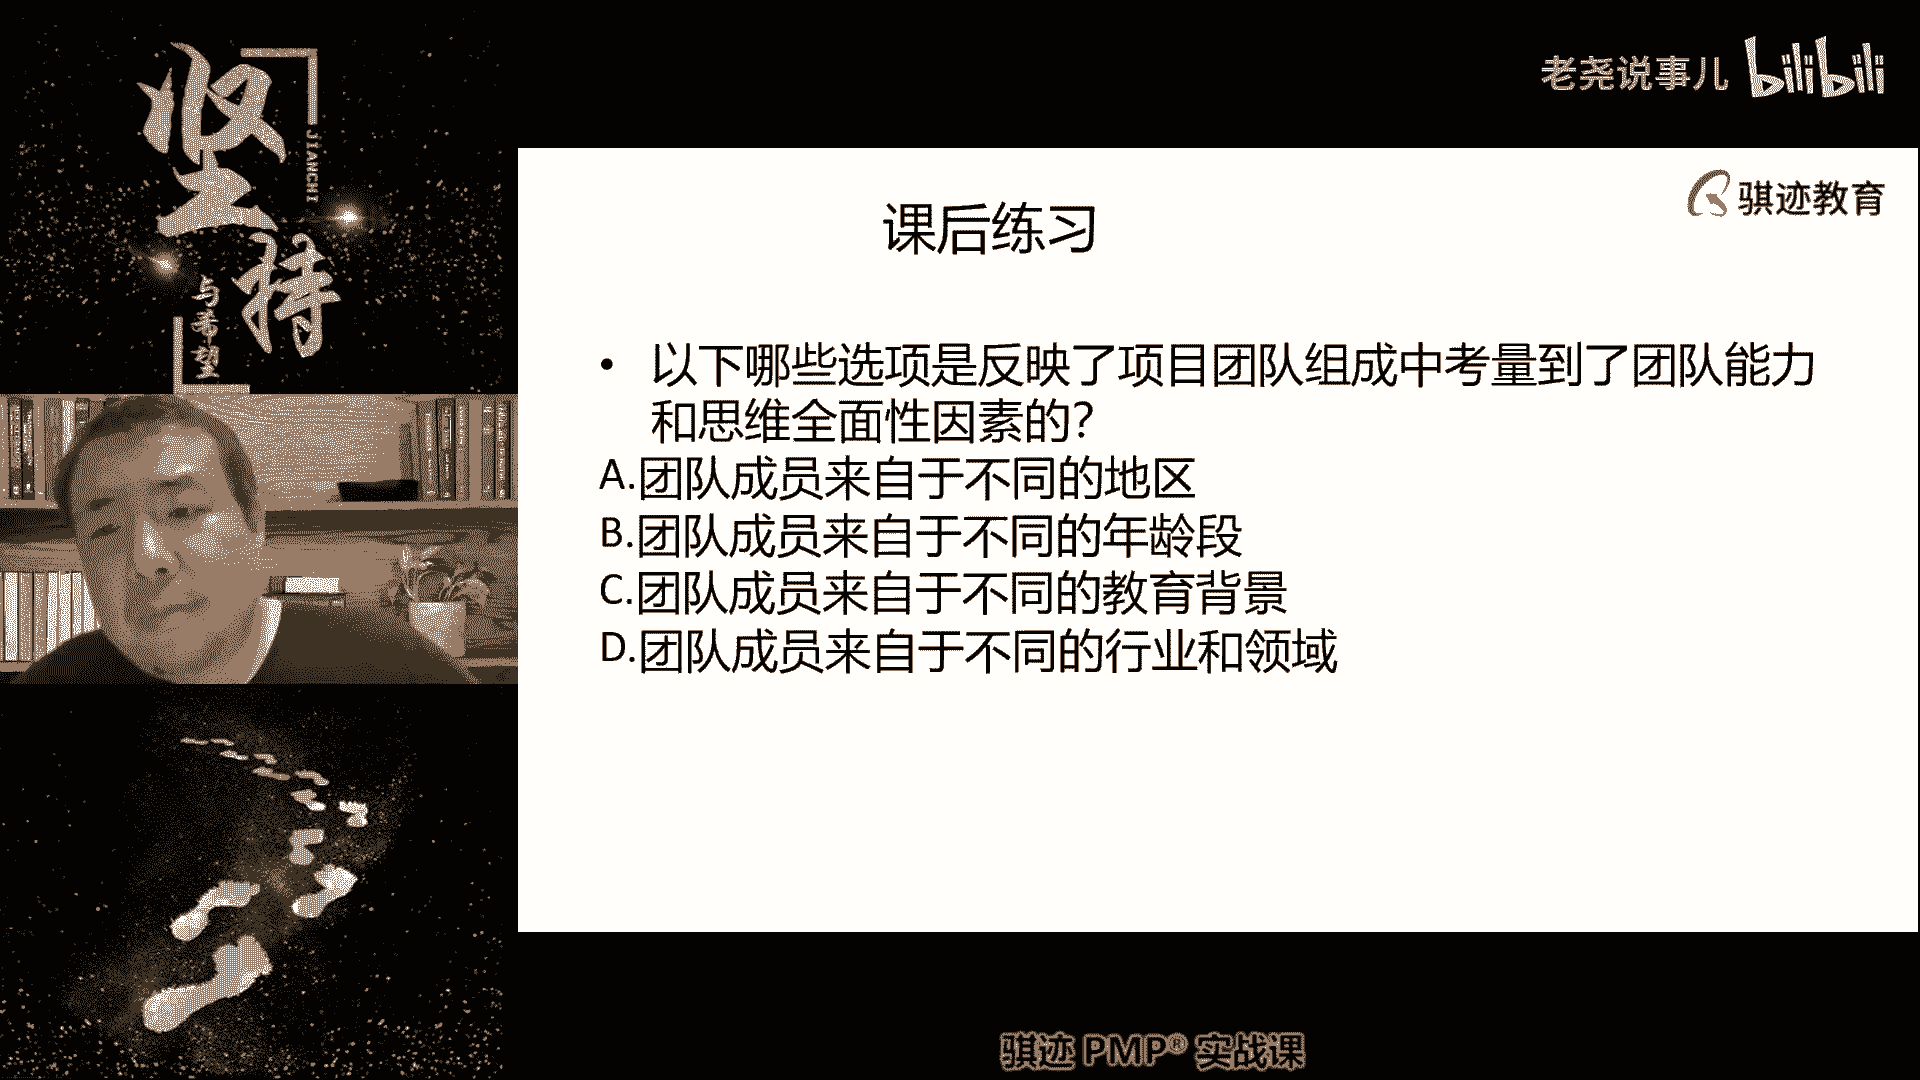 坚持
JIANCHI
与希望
老尧说事儿 bilibili
骐迹教育
课后练习
• 以下哪些选项是反映了项目团队组成中考量到了团队能力
和思维全面性因素的?
A.团队成员来自于不同的地区
B.团队成员来自于不同的年龄段
C.团队成员来自于不同的教育背景
D.团队成员来自于不同的行业和领域
骐迹 PMP® 实战课